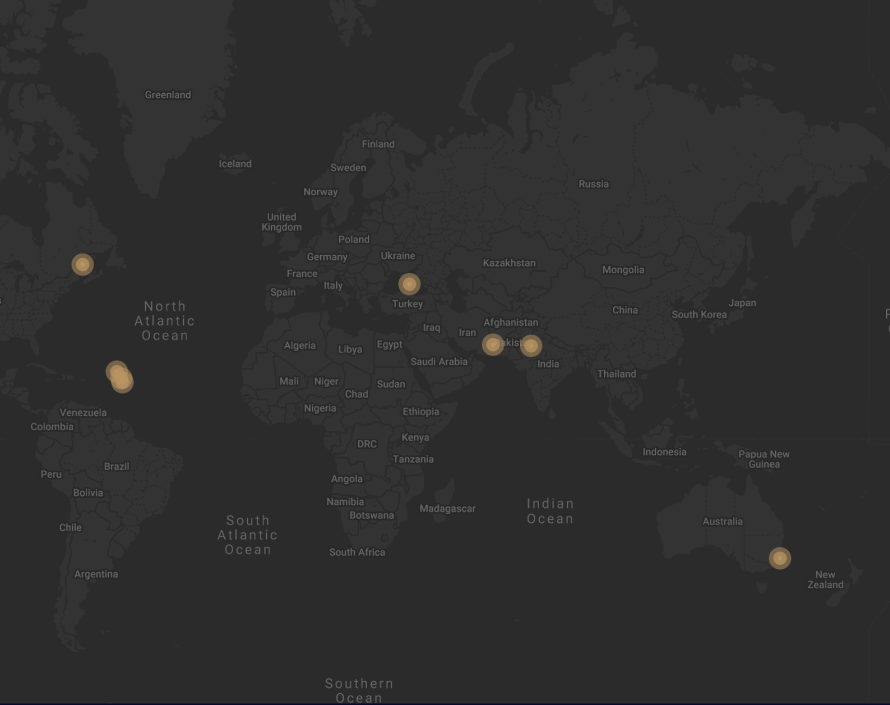 Greenland
Finland
Iceland
Sweden
Russia
Norway
United
Kingdom
Poland
Ukraine
Germany
Kazakhstan
Mongolia
France
Italy
Spain
Turkey
Japan
North
Atlantic
Ocean
China
South Korea
Afghanistan
Iraq
Iran
Algeria
Libya
Egypt
Saudi Arabia
India
Thailand
Mali
Niger
Sudan
Chad
Nigeria
Ethiopia
Venezuela
Colombia
Kenya
DRC
Tanzania
Indonesia
Papua New
Guinea
Brazil
Peru
Angola
Bolivia
Namibia
Botswana
Madagascar
Indian
Ocean
Australia
Chile
South
Atlantic
Ocean
South Africa
Argentina
New
Zealand
Southern
Ocean